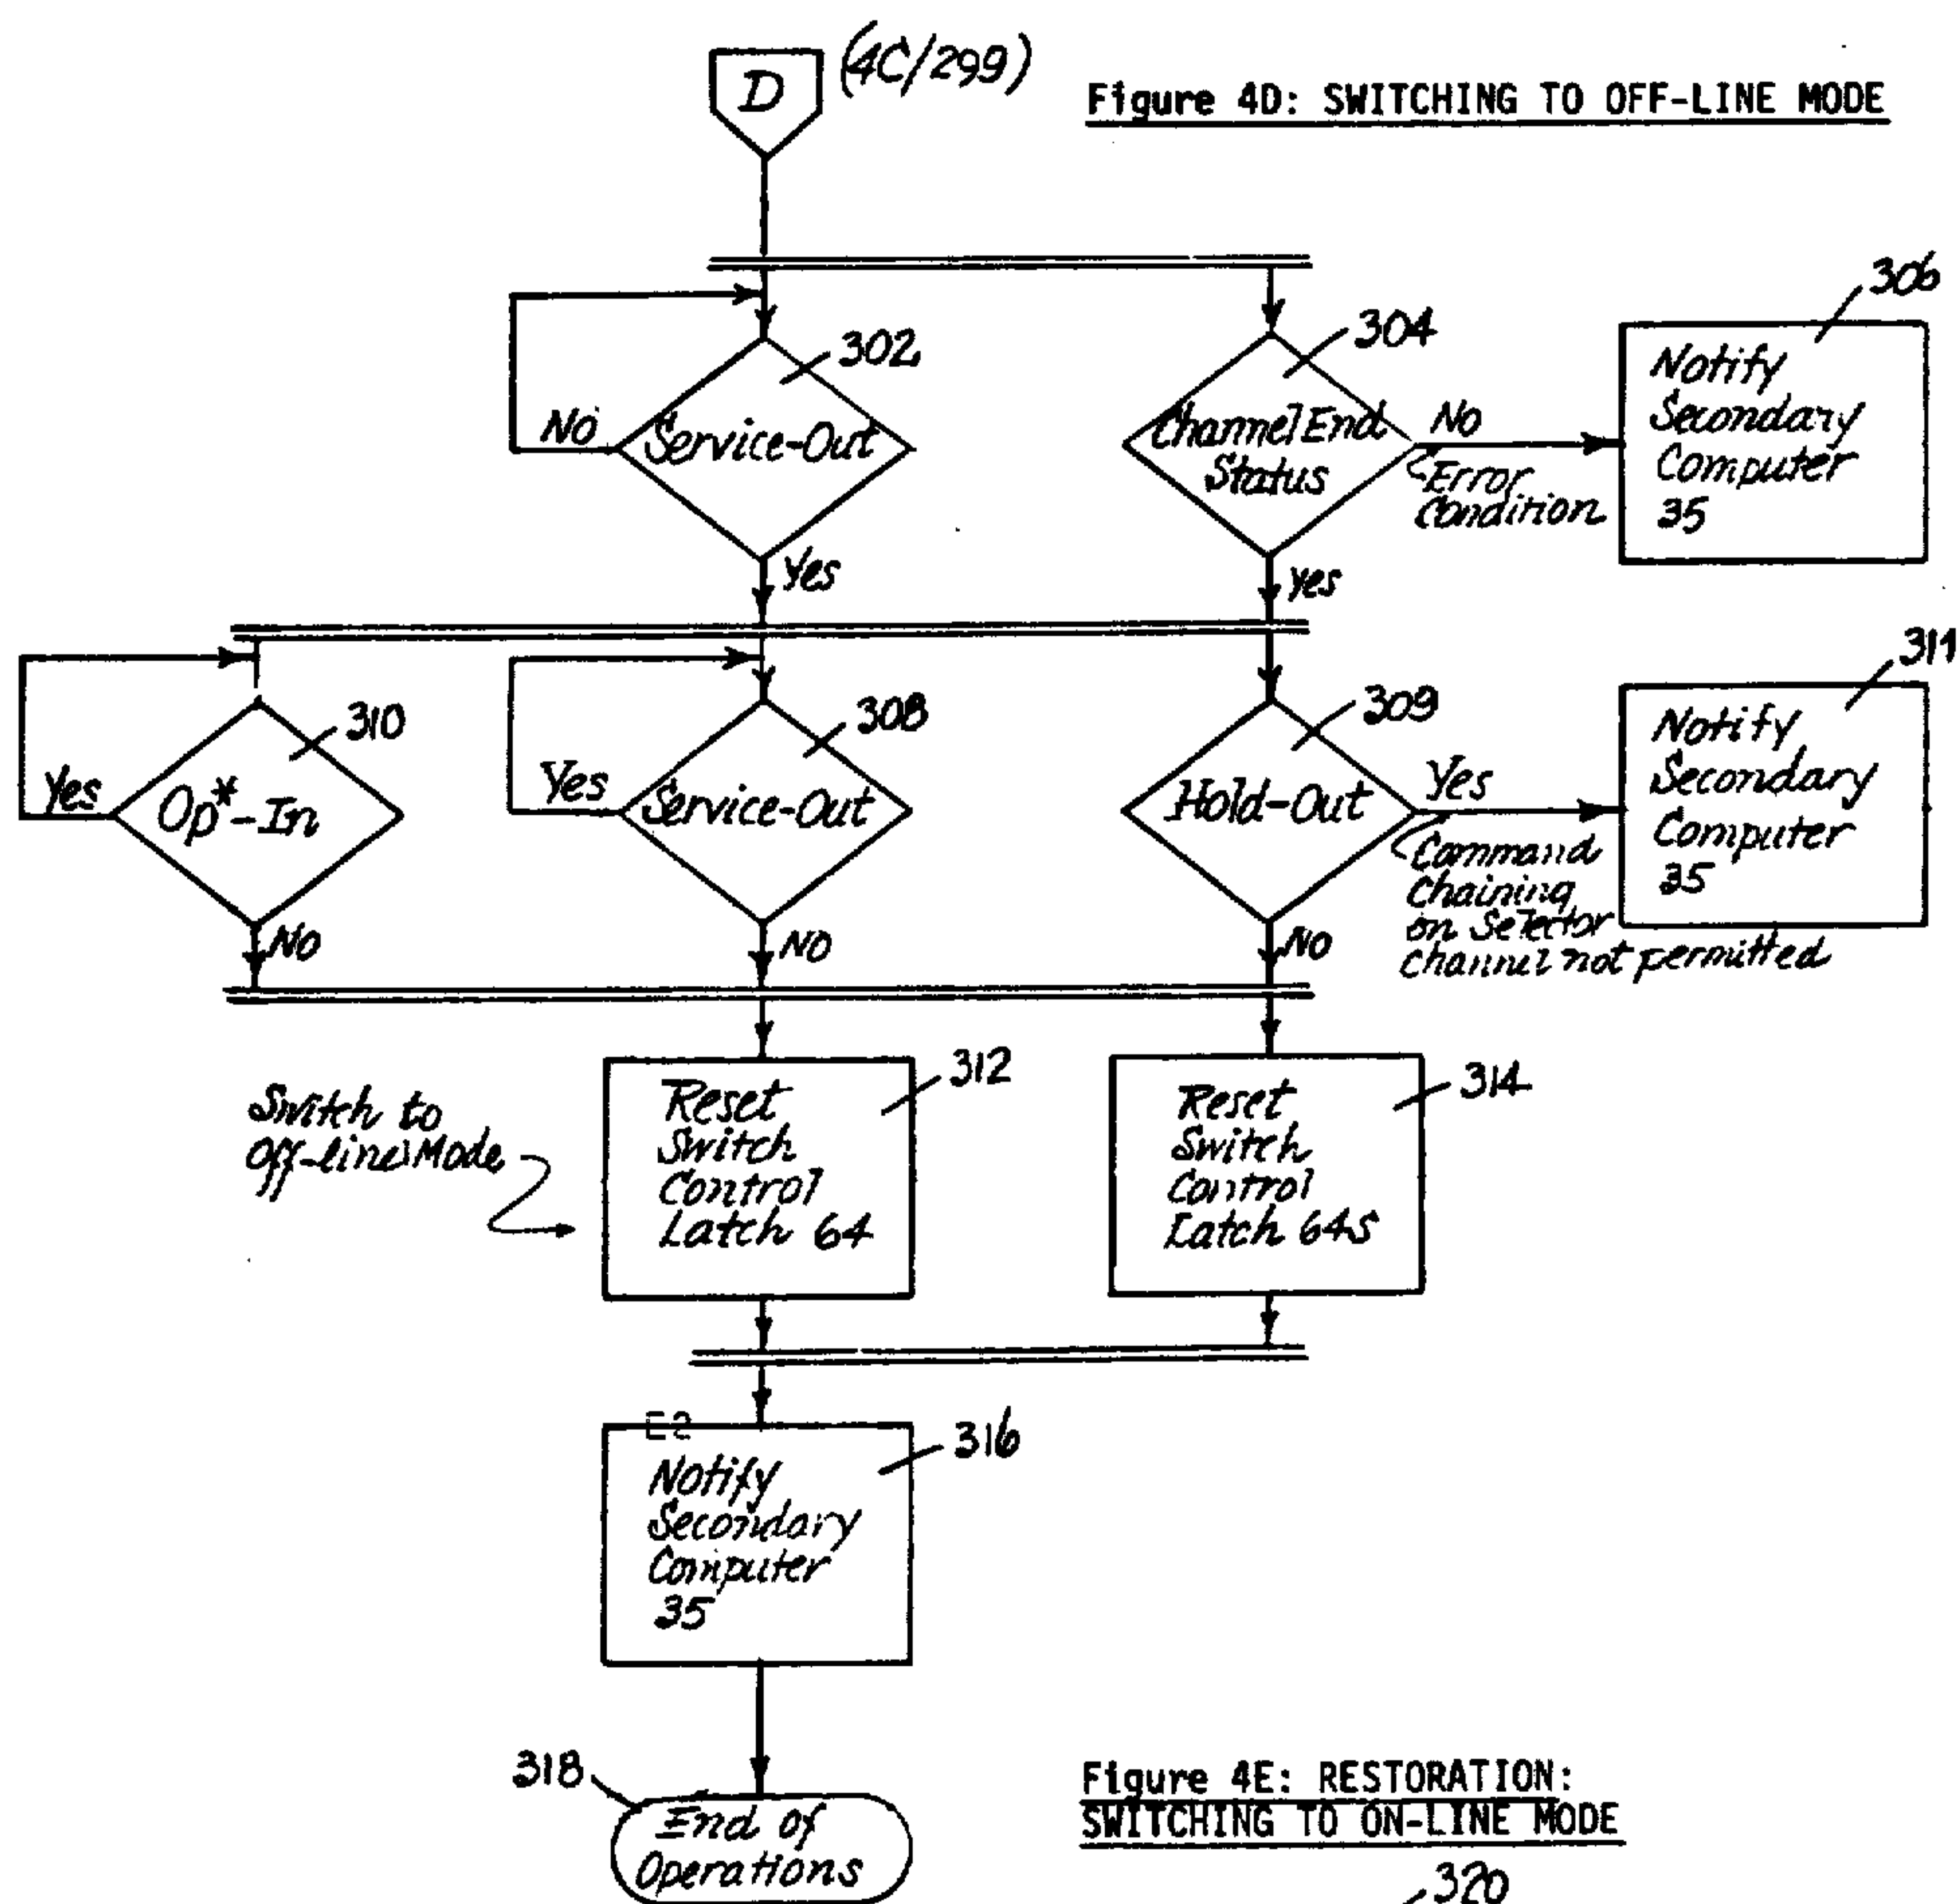 D (4C/299)
Figure 4D: SWITCHING TO OFF-LINE MODE
302
Service-Out
No
Yes
304
Channel End
Status
No
Error
Condition
yes
306
Notify
Secondary
Computer
35
310
Op*-In
Yes
No
308
Service-Out
Yes
No
309
Hold-Out
Yes
No
Command
Chaining
on Selector
Channel not permitted
311
Notify
Secondary
Computer
35
Switch to
Off-line Mode
312
Reset
Switch
Control
Latch 64
314
Reset
Switch
Control
Latch 64S
E2
316
Notify
Secondary
Computer
35
318
End of
Operations
Figure 4E: RESTORATION:
SWITCHING TO ON-LINE MODE
320